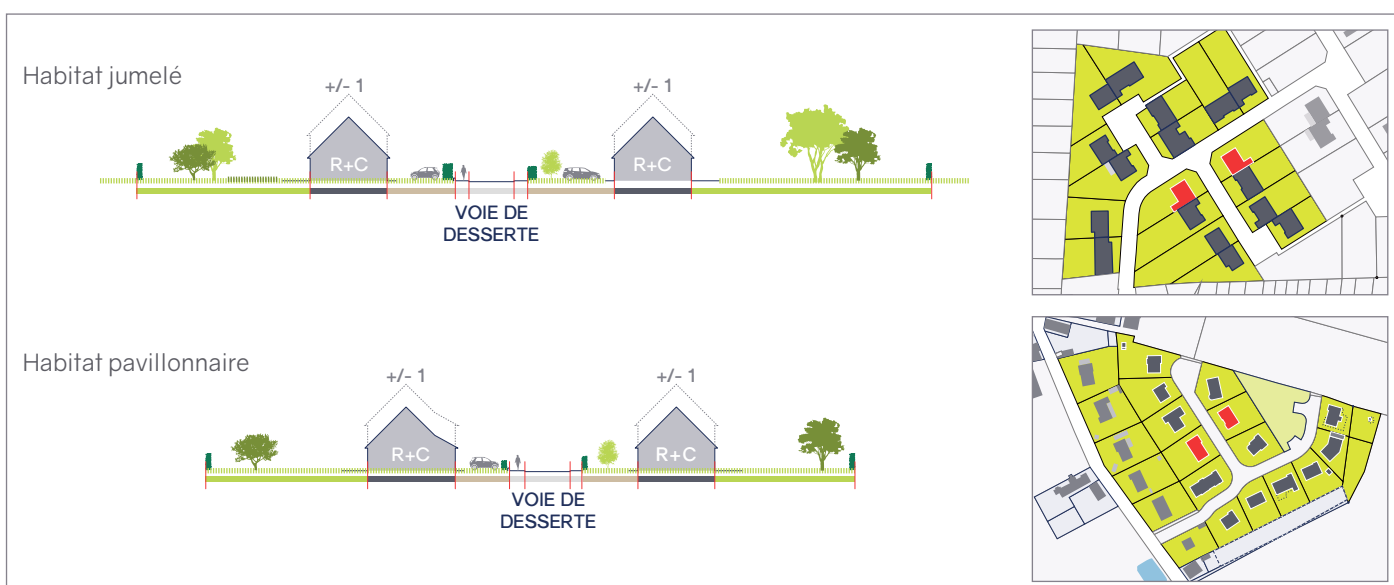 Habitat jumelé
+/- 1
+/- 1
R+C
R+C
VOIE DE
DESSERTE
Habitat pavillonnaire
+/- 1
+/- 1
R+C
R+C
VOIE DE
DESSERTE